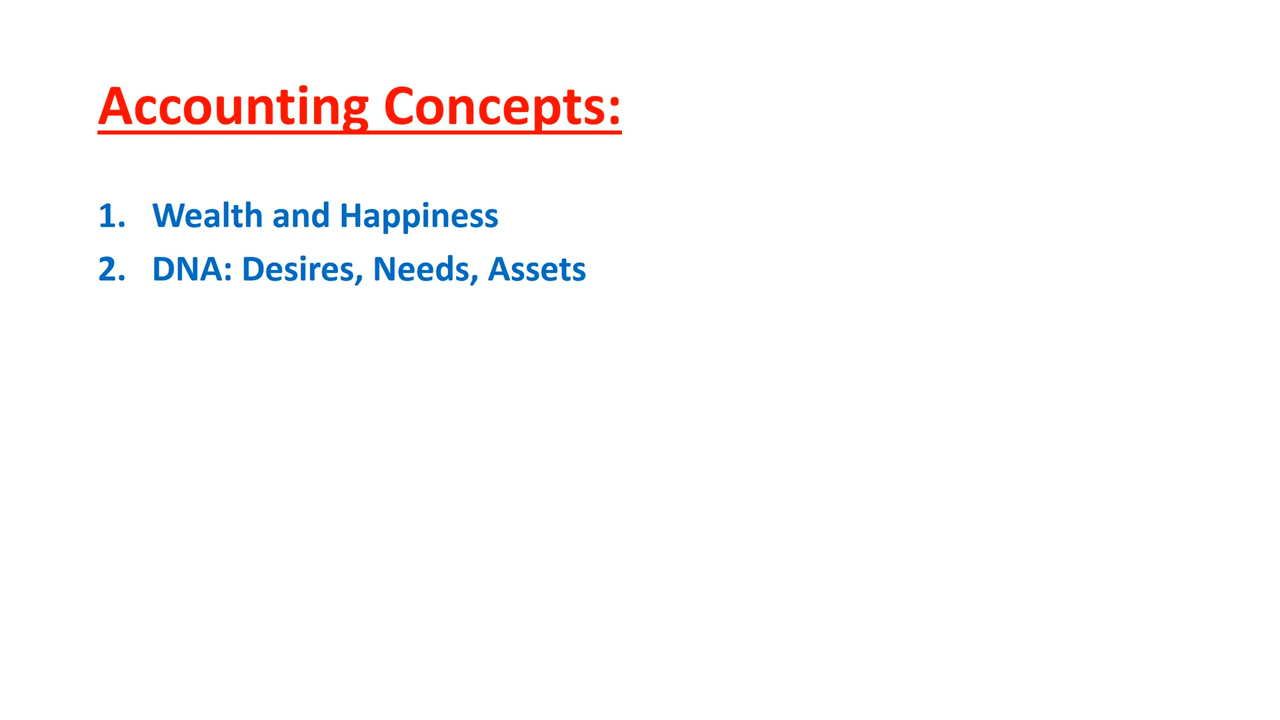 Accounting Concepts:
1. Wealth and Happiness
2. DNA: Desires, Needs, Assets